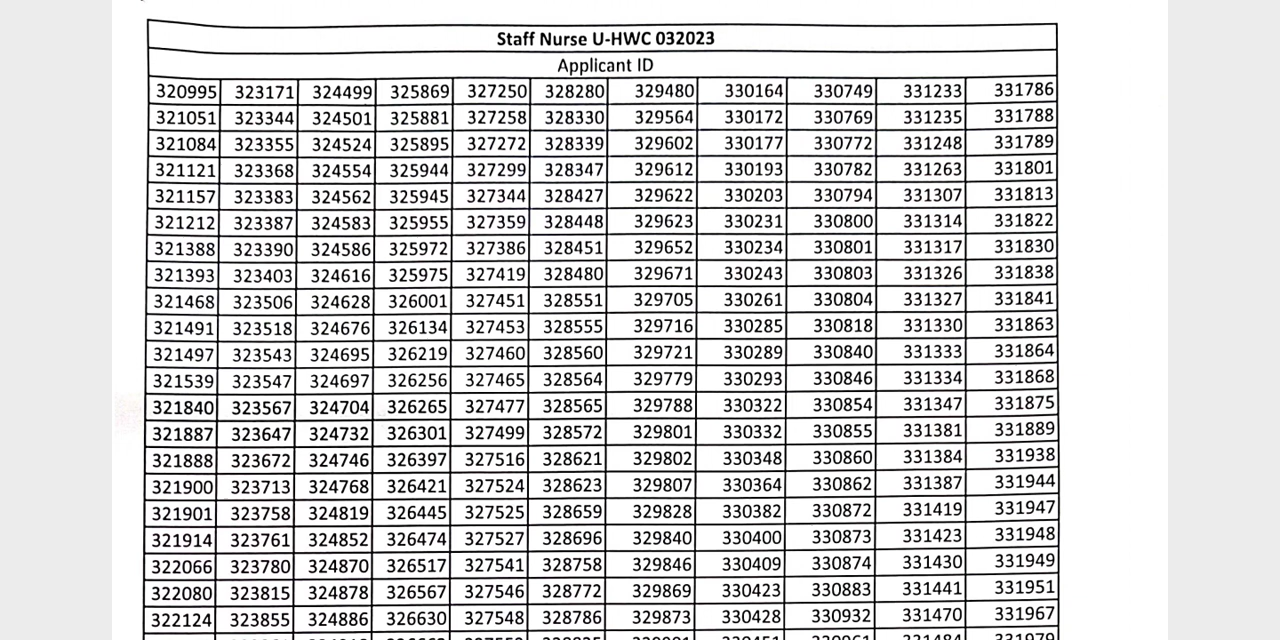 Staff Nurse U-HWC 032023
Applicant ID
320995 323171 324499 325869 327250 328280 329480 330164 330749 331233 331786
321051 323344 324501 325881 327258 328330 329564 330172 330769 331235 331788
321084 323355 324524 325895 327272 328339 329602 330177 330772 331248 331789
321121 323368 324554 325944 327299 328347 329612 330193 330782 331263 331801
321157 323383 324562 325945 327344 328427 329622 330203 330794 331307 331813
321212 323387 324583 325955 327359 328448 329623 330231 330800 331314 331822
321388 323390 324586 325972 327386 328451 329652 330234 330801 331317 331830
321393 323403 324616 325975 327419 328480 329671 330243 330803 331326 331838
321468 323506 324628 326001 327451 328551 329705 330261 330804 331327 331841
321491 323518 324676 326134 327453 328555 329716 330285 330818 331330 331863
321497 323543 324695 326219 327460 328560 329721 330289 330840 331333 331864
321539 323547 324697 326256 327465 328564 329779 330293 330846 331334 331868
321840 323567 324704 326265 327477 328565 329788 330322 330854 331347 331875
321887 323647 324732 326301 327499 328572 329801 330332 330855 331381 331889
321888 323672 324746 326397 327516 328621 329802 330348 330860 331384 331938
321900 323713 324768 326421 327524 328623 329807 330364 330862 331387 331944
321901 323758 324819 326445 327525 328659 329828 330382 330872 331419 331947
321914 323761 324852 326474 327527 328696 329840 330400 330873 331423 331948
322066 323780 324870 326517 327541 328758 329846 330409 330874 331430 331949
322080 323815 324878 326567 327546 328772 329869 330423 330883 331441 331951
322124 323855 324886 326630 327548 328786 329873 330428 330932 331470 331967